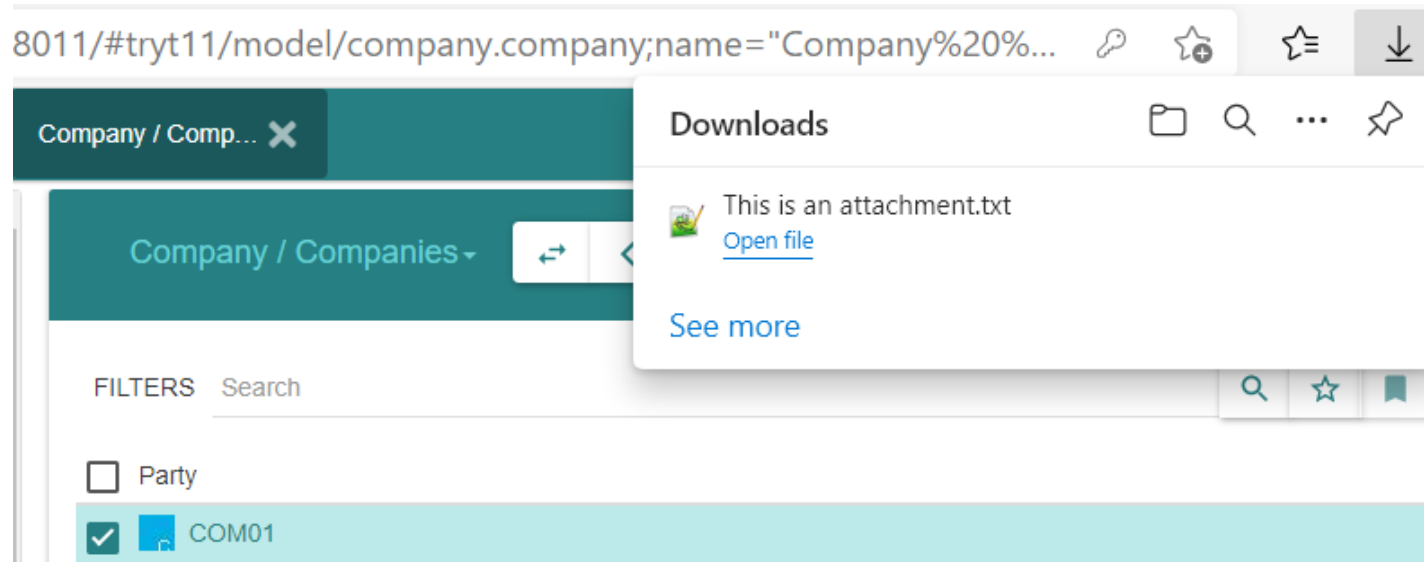 8011/#tryt11/model/company.company;name="Company%20%...
Company / Comp...
Downloads
This is an attachment.txt
Open file
See more
Company / Companies
FILTERS Search
Party
COM01